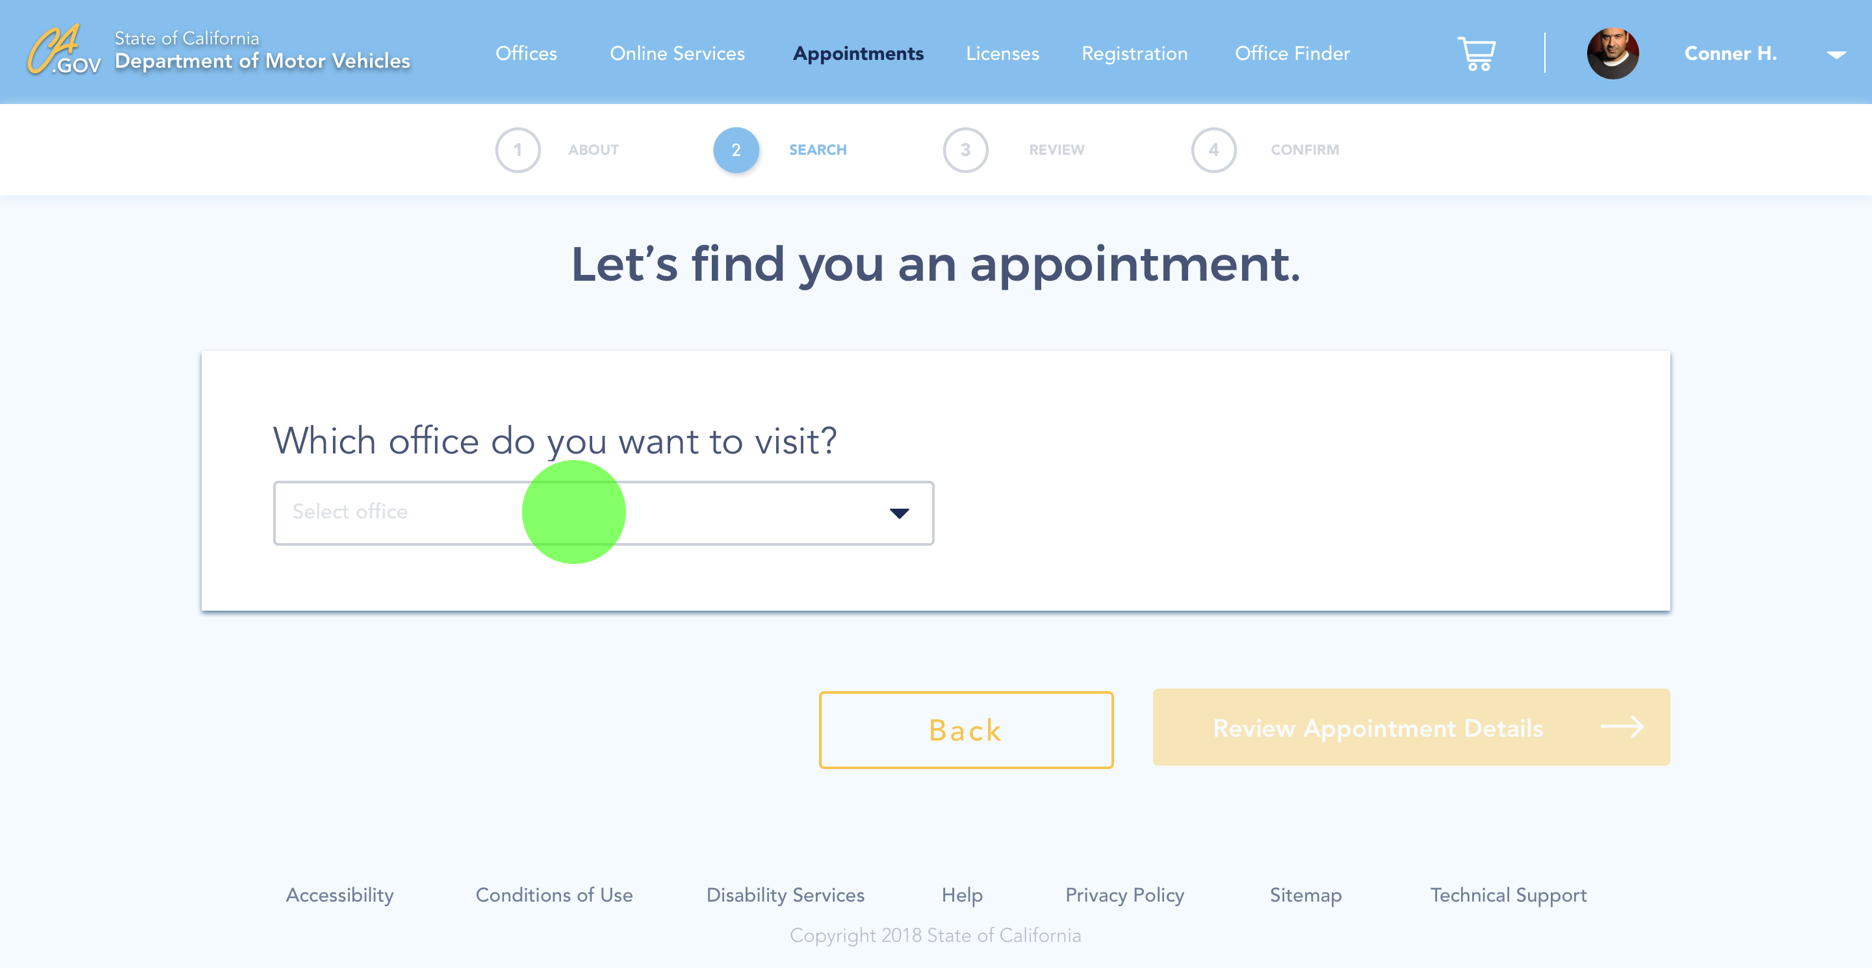 CA
.GOV
State of California
Department of Motor Vehicles
Offices
Online Services
Appointments
Licenses
Registration
Office Finder
Conner H.
1 ABOUT
2 SEARCH
3 REVIEW
4 CONFIRM
Let’s find you an appointment.
Which office do you want to visit?
Select office
Back
Review Appointment Details
Accessibility
Conditions of Use
Disability Services
Help
Privacy Policy
Sitemap
Technical Support
Copyright 2018 State of California